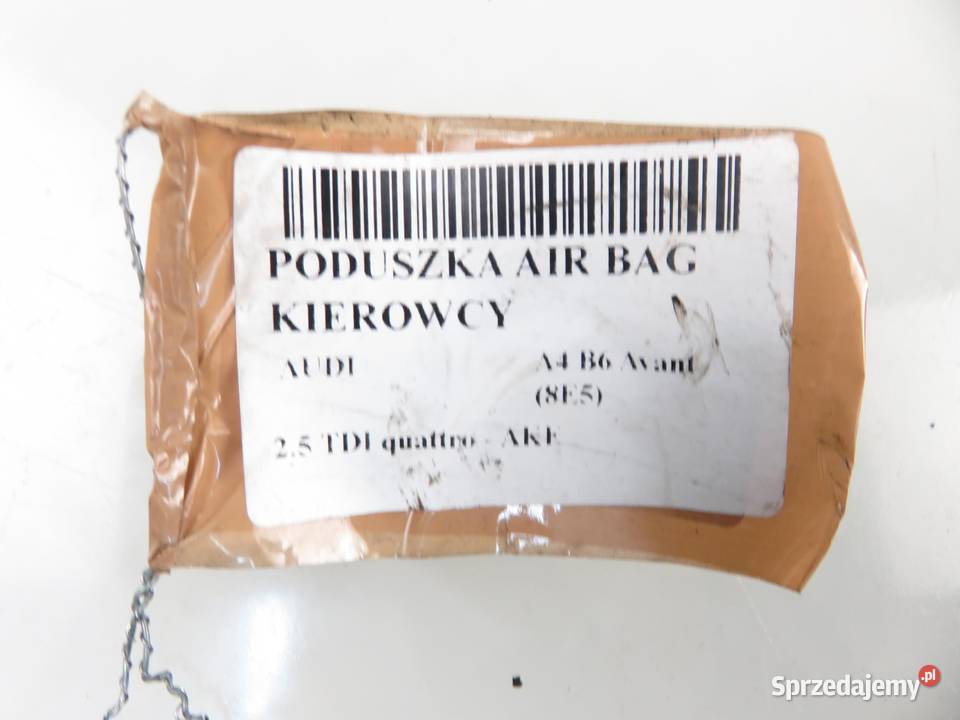 PODUSZKA AIR BAG
KIEROWCY
AUDI A4 B6 Avant
(8E5)
2.5 TDI quattro - AKE
Sprzedajemy.pl